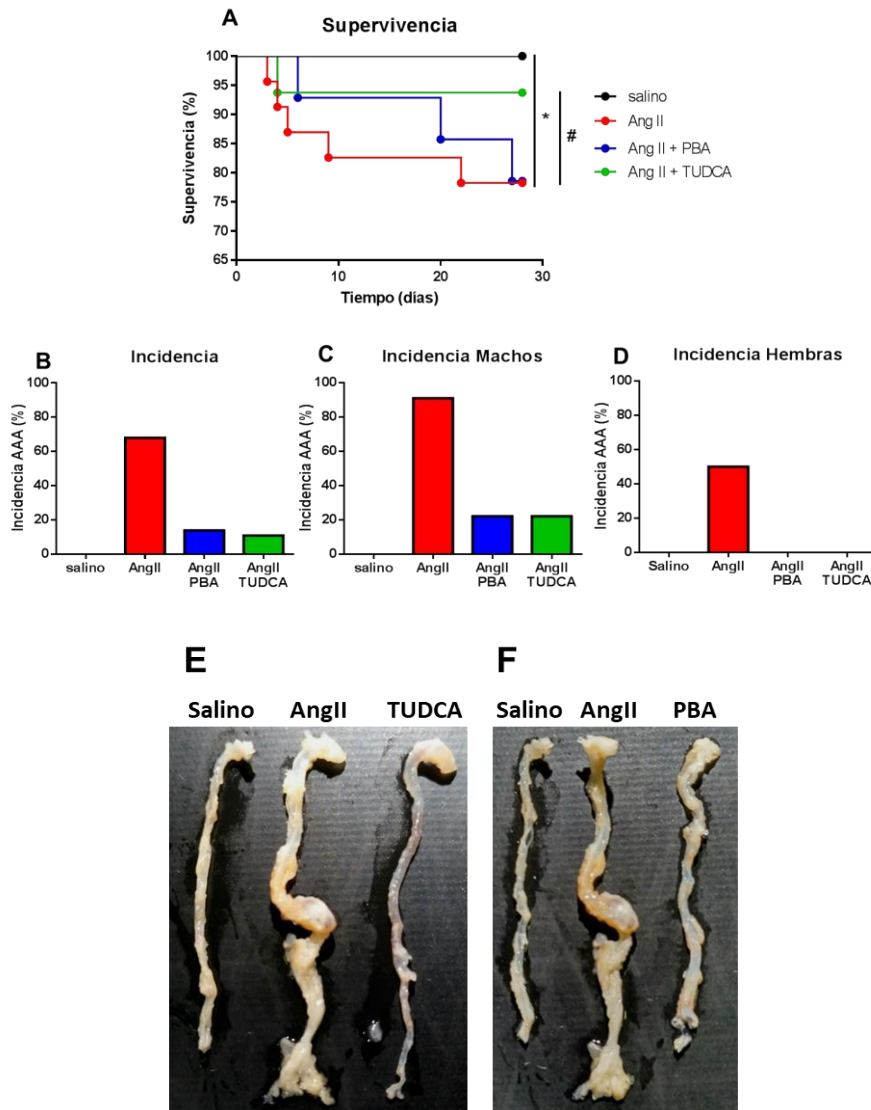 A
Supervivencia
Supervivencia (%)
100
95
90
85
80
75
70
65
0
10
20
30
Tiempo (días)
*
#
salino
Ang II
Ang II + PBA
Ang II + TUDCA
B
Incidencia
Incidencia AAA (%)
100
80
60
40
20
0
salino
AngII
AngII
PBA
AngII
TUDCA
C
Incidencia Machos
Incidencia AAA (%)
100
80
60
40
20
0
salino
AngII
AngII
PBA
AngII
TUDCA
D
Incidencia Hembras
Incidencia AAA (%)
100
80
60
40
20
0
Salino
AngII
AngII
PBA
AngII
TUDCA
E
Salino AngII TUDCA
F
Salino AngII PBA